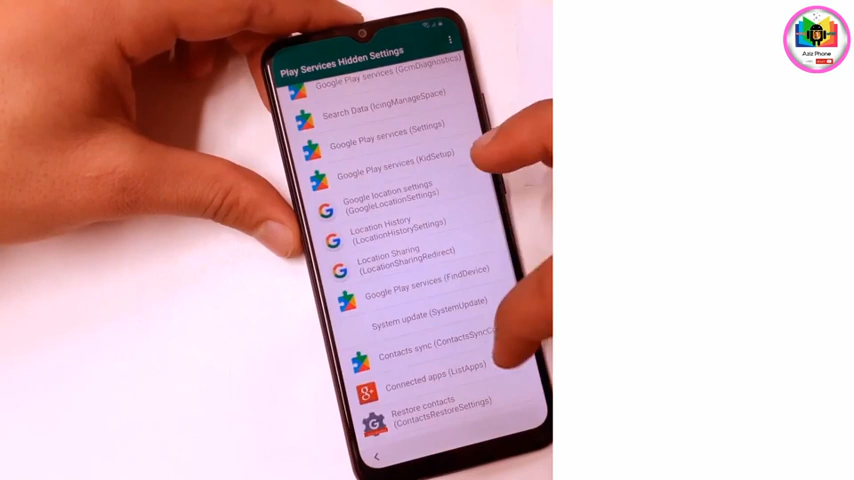 Play Services Hidden Settings
Google Play services (GcmDiagnostics)
Search Data (IcingManageSpace)
Google Play services (Settings)
Google Play services (KidSetup)
Google location settings
(GoogleLocationSettings)
Location History
(LocationHistorySettings)
Location Sharing
(LocationSharingRedirect)
Google Play services (FindDevice)
System update (SystemUpdate)
Contacts sync (ContactsSyncCo
Connected apps (ListApps)
Restore contacts
(ContactsRestoreSettings)
Aziz Phone